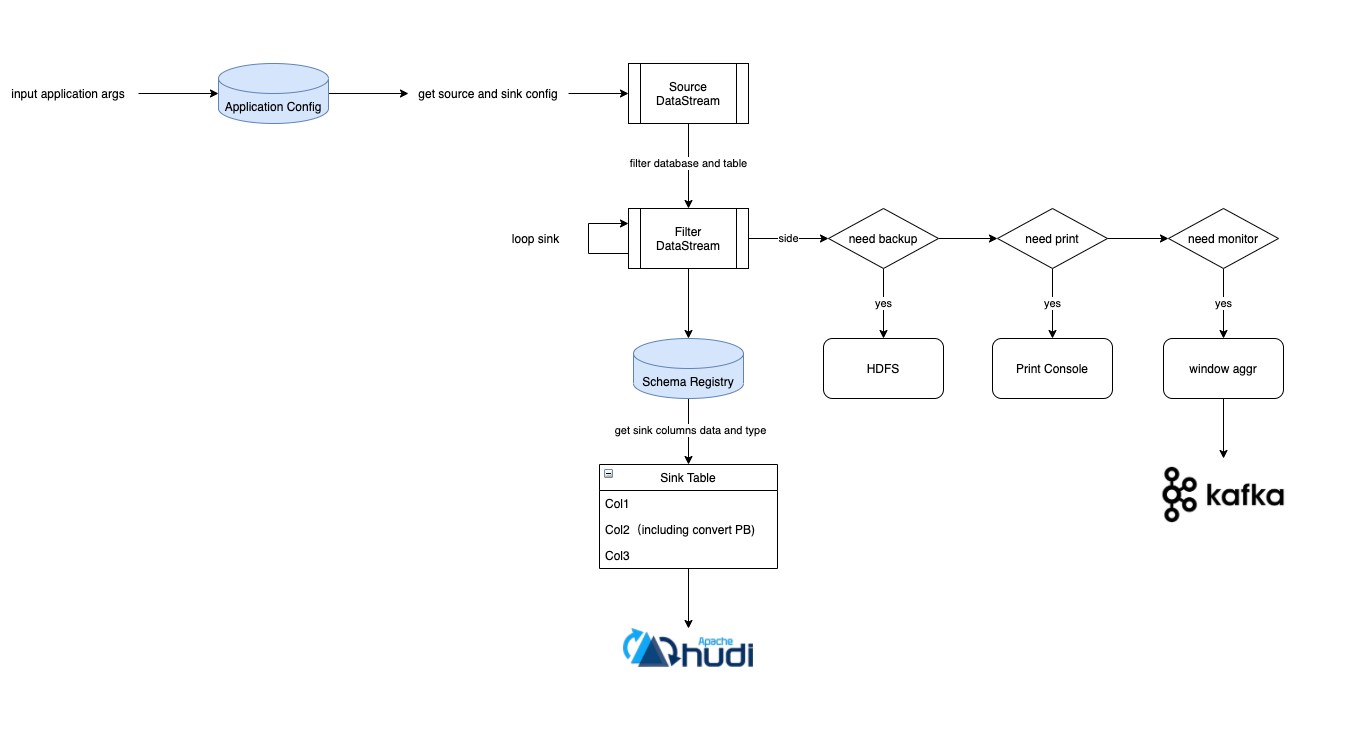 input application args
Application Config
get source and sink config
Source
DataStream
filter database and table
loop sink
Filter
DataStream
side
need backup
need print
need monitor
yes
yes
yes
HDFS
Print Console
window aggr
Schema Registry
get sink columns data and type
Sink Table
Col1
Col2（including convert PB)
Col3
kafka
Apache
hudi